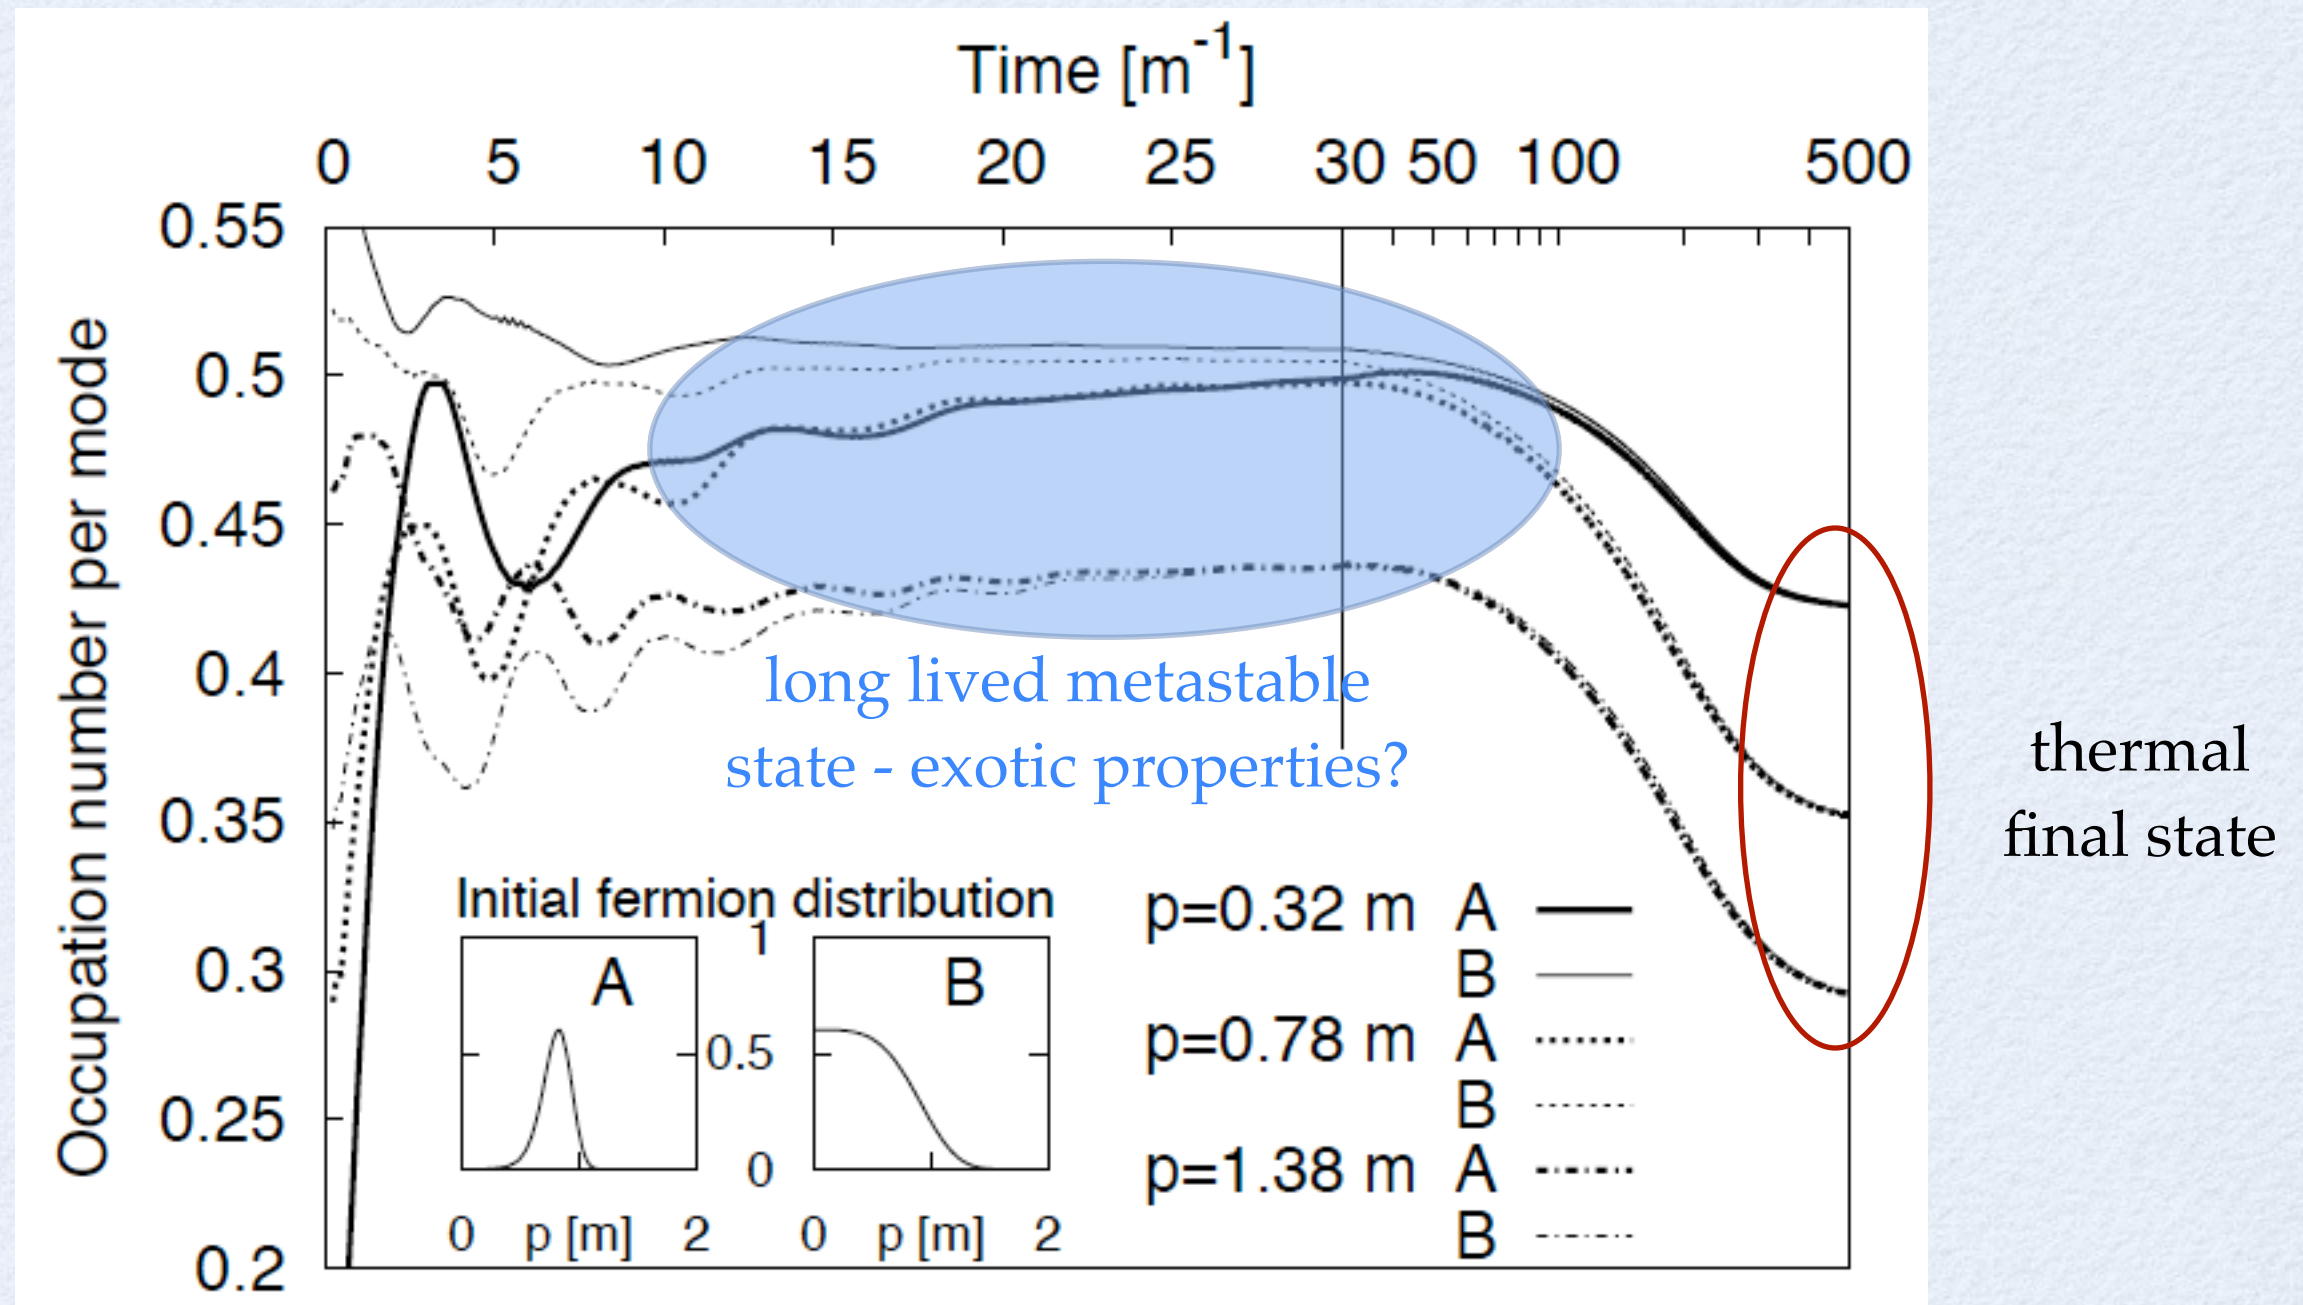 Time [m⁻¹]
0 5 10 15 20 25 30 50 100 500
Occupation number per mode
0.55
0.5
0.45
0.4
0.35
0.3
0.25
0.2
long lived metastable
state - exotic properties?
thermal
final state
Initial fermion distribution
A
B
1
0.5
0
0 p [m] 2
0 p [m] 2
p=0.32 m A
B
p=0.78 m A
B
p=1.38 m A
B